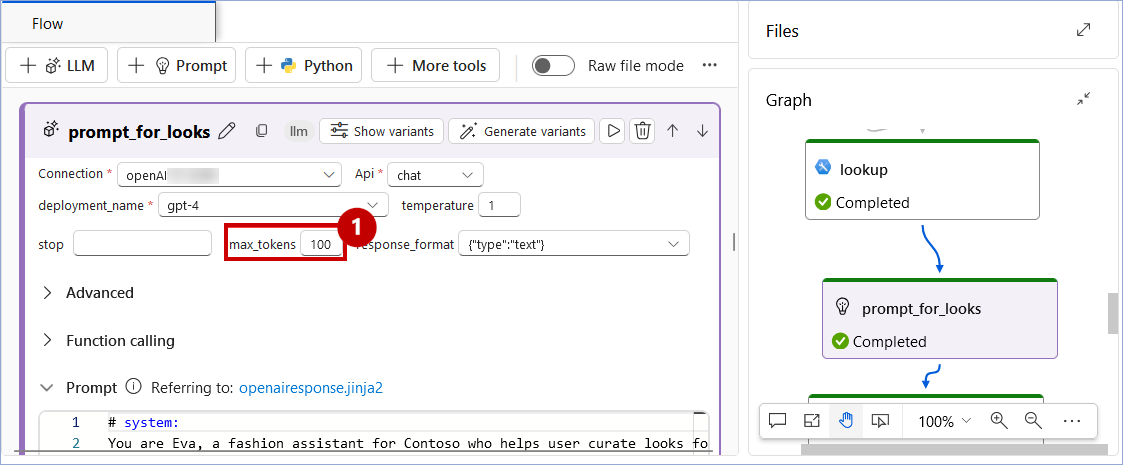 Flow
LLM Prompt Python More tools Raw file mode ···
prompt_for_looks llm Show variants Generate variants
Connection * openAI Api * chat
deployment_name * gpt-4 temperature 1
1
stop max_tokens 100 response_format {"type":"text"}
Advanced
Function calling
Prompt Referring to: openairesponse.jinja2
1 # system:
2 You are Eva, a fashion assistant for Contoso who helps user curate looks fo
Files
Graph
lookup
Completed
prompt_for_looks
Completed
100% ···